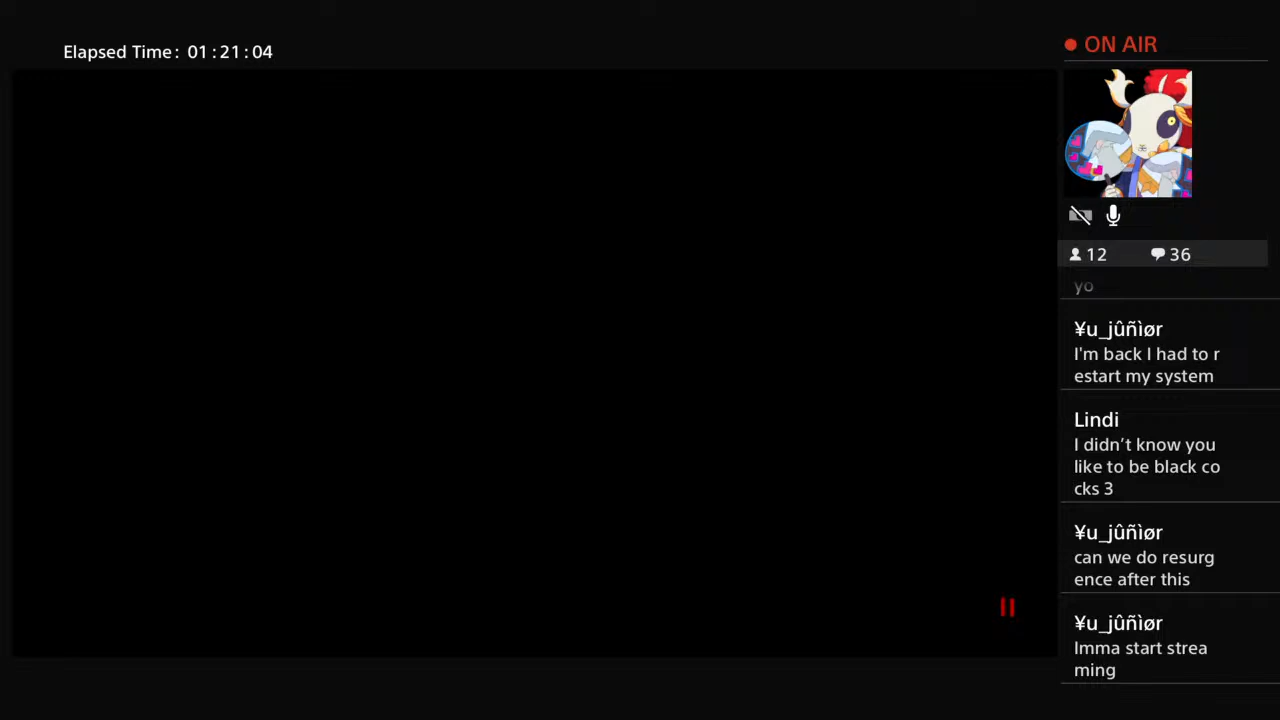 Elapsed Time: 01:21:04
ON AIR
12 36
yo
¥u_jûñìør
I'm back I had to r
estart my system
Lindi
I didn’t know you
like to be black co
cks 3
¥u_jûñìør
can we do resurg
ence after this
¥u_jûñìør
Imma start strea
ming